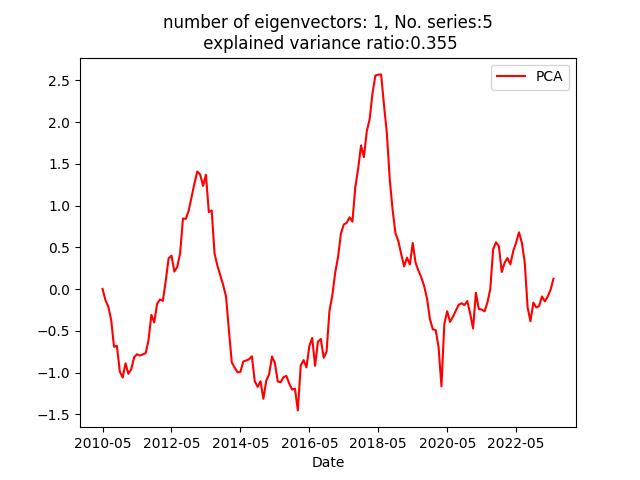 number of eigenvectors: 1, No. series:5
explained variance ratio:0.355
PCA
2.5
2.0
1.5
1.0
0.5
0.0
−0.5
−1.0
−1.5
2010-05 2012-05 2014-05 2016-05 2018-05 2020-05 2022-05
Date